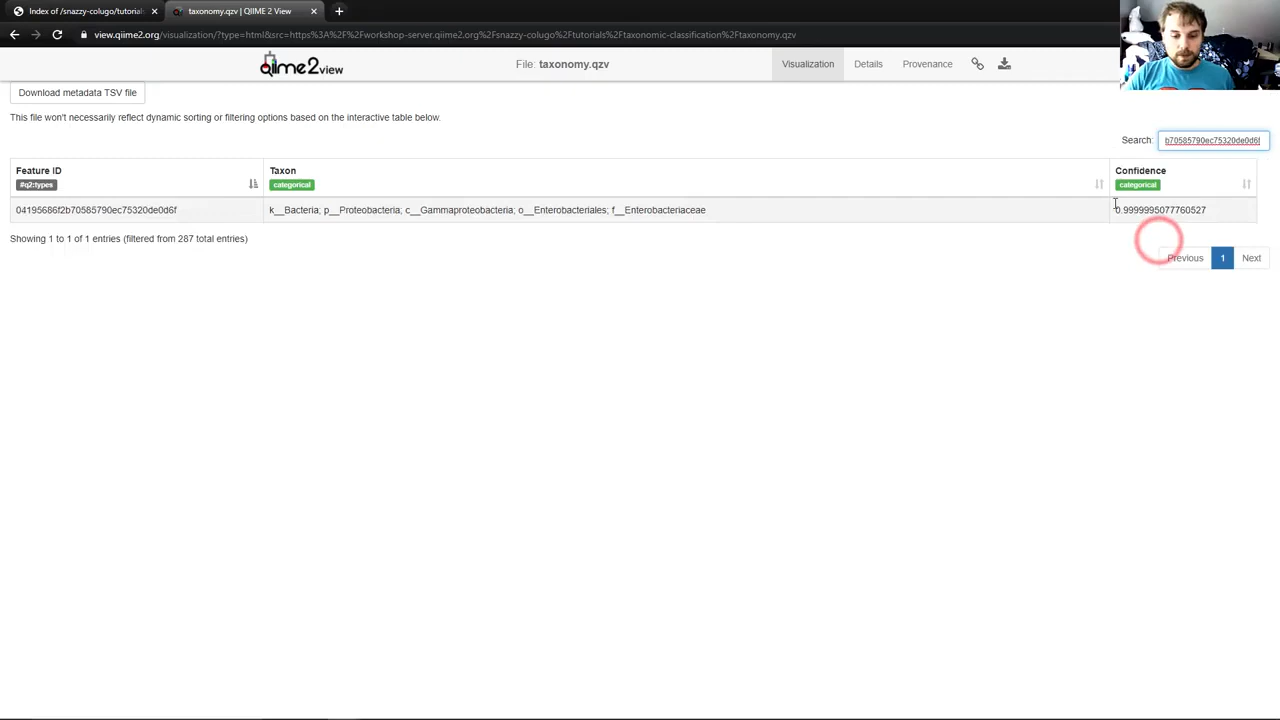 Index of /snazzy-colugo/tutorials
taxonomy.qzv | QIIME 2 View
view.qiime2.org/visualization/?type=html&src=https%3A%2F%2Fworkshop-server.qiime2.org%2Fsnazzy-colugo%2Ftutorials%2Ftaxonomic-classification%2Ftaxonomy.qzv
qiime2view
File: taxonomy.qzv
Visualization
Details
Provenance
Download metadata TSV file
This file won't necessarily reflect dynamic sorting or filtering options based on the interactive table below.
Search: b70585790ec75320de0d6f
Feature ID Taxon Confidence
#q2:types categorical categorical
04195686f2b70585790ec75320de0d6f k__Bacteria; p__Proteobacteria; c__Gammaproteobacteria; o__Enterobacteriales; f__Enterobacteriaceae 0.9999995077760527
Showing 1 to 1 of 1 entries (filtered from 287 total entries)
Previous 1 Next